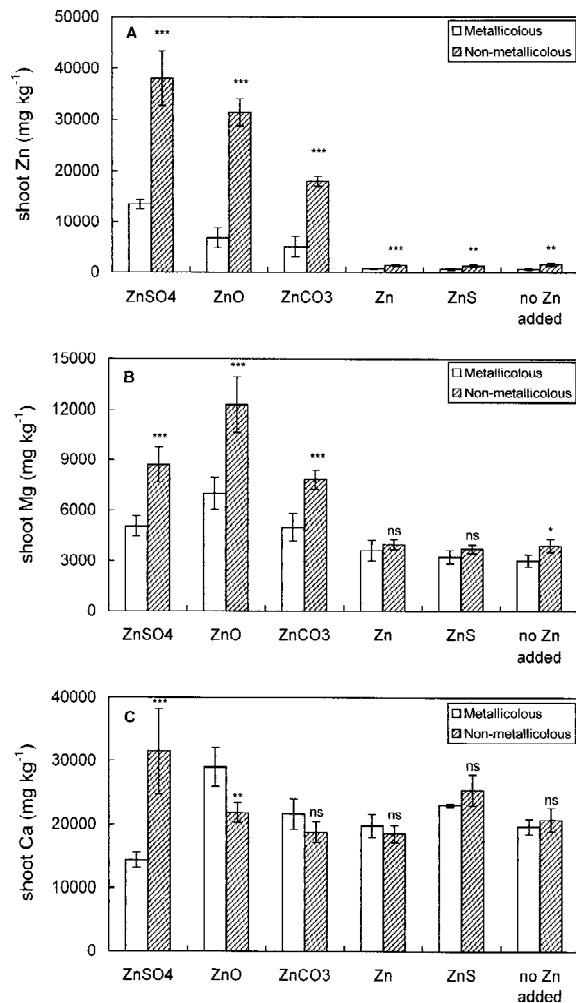 A
Metallicolous
Non-metallicolous
shoot Zn (mg kg-1)
50000
40000
30000
20000
10000
0
***
***
***
***
**
**
ZnSO4 ZnO ZnCO3 Zn ZnS no Zn
added
B
Metallicolous
Non-metallicolous
shoot Mg (mg kg-1)
15000
12000
9000
6000
3000
0
***
***
***
ns
ns
*
ZnSO4 ZnO ZnCO3 Zn ZnS no Zn
added
C
Metallicolous
Non-metallicolous
shoot Ca (mg kg-1)
40000
30000
20000
10000
0
***
**
ns
ns
ns
ns
ZnSO4 ZnO ZnCO3 Zn ZnS no Zn
added